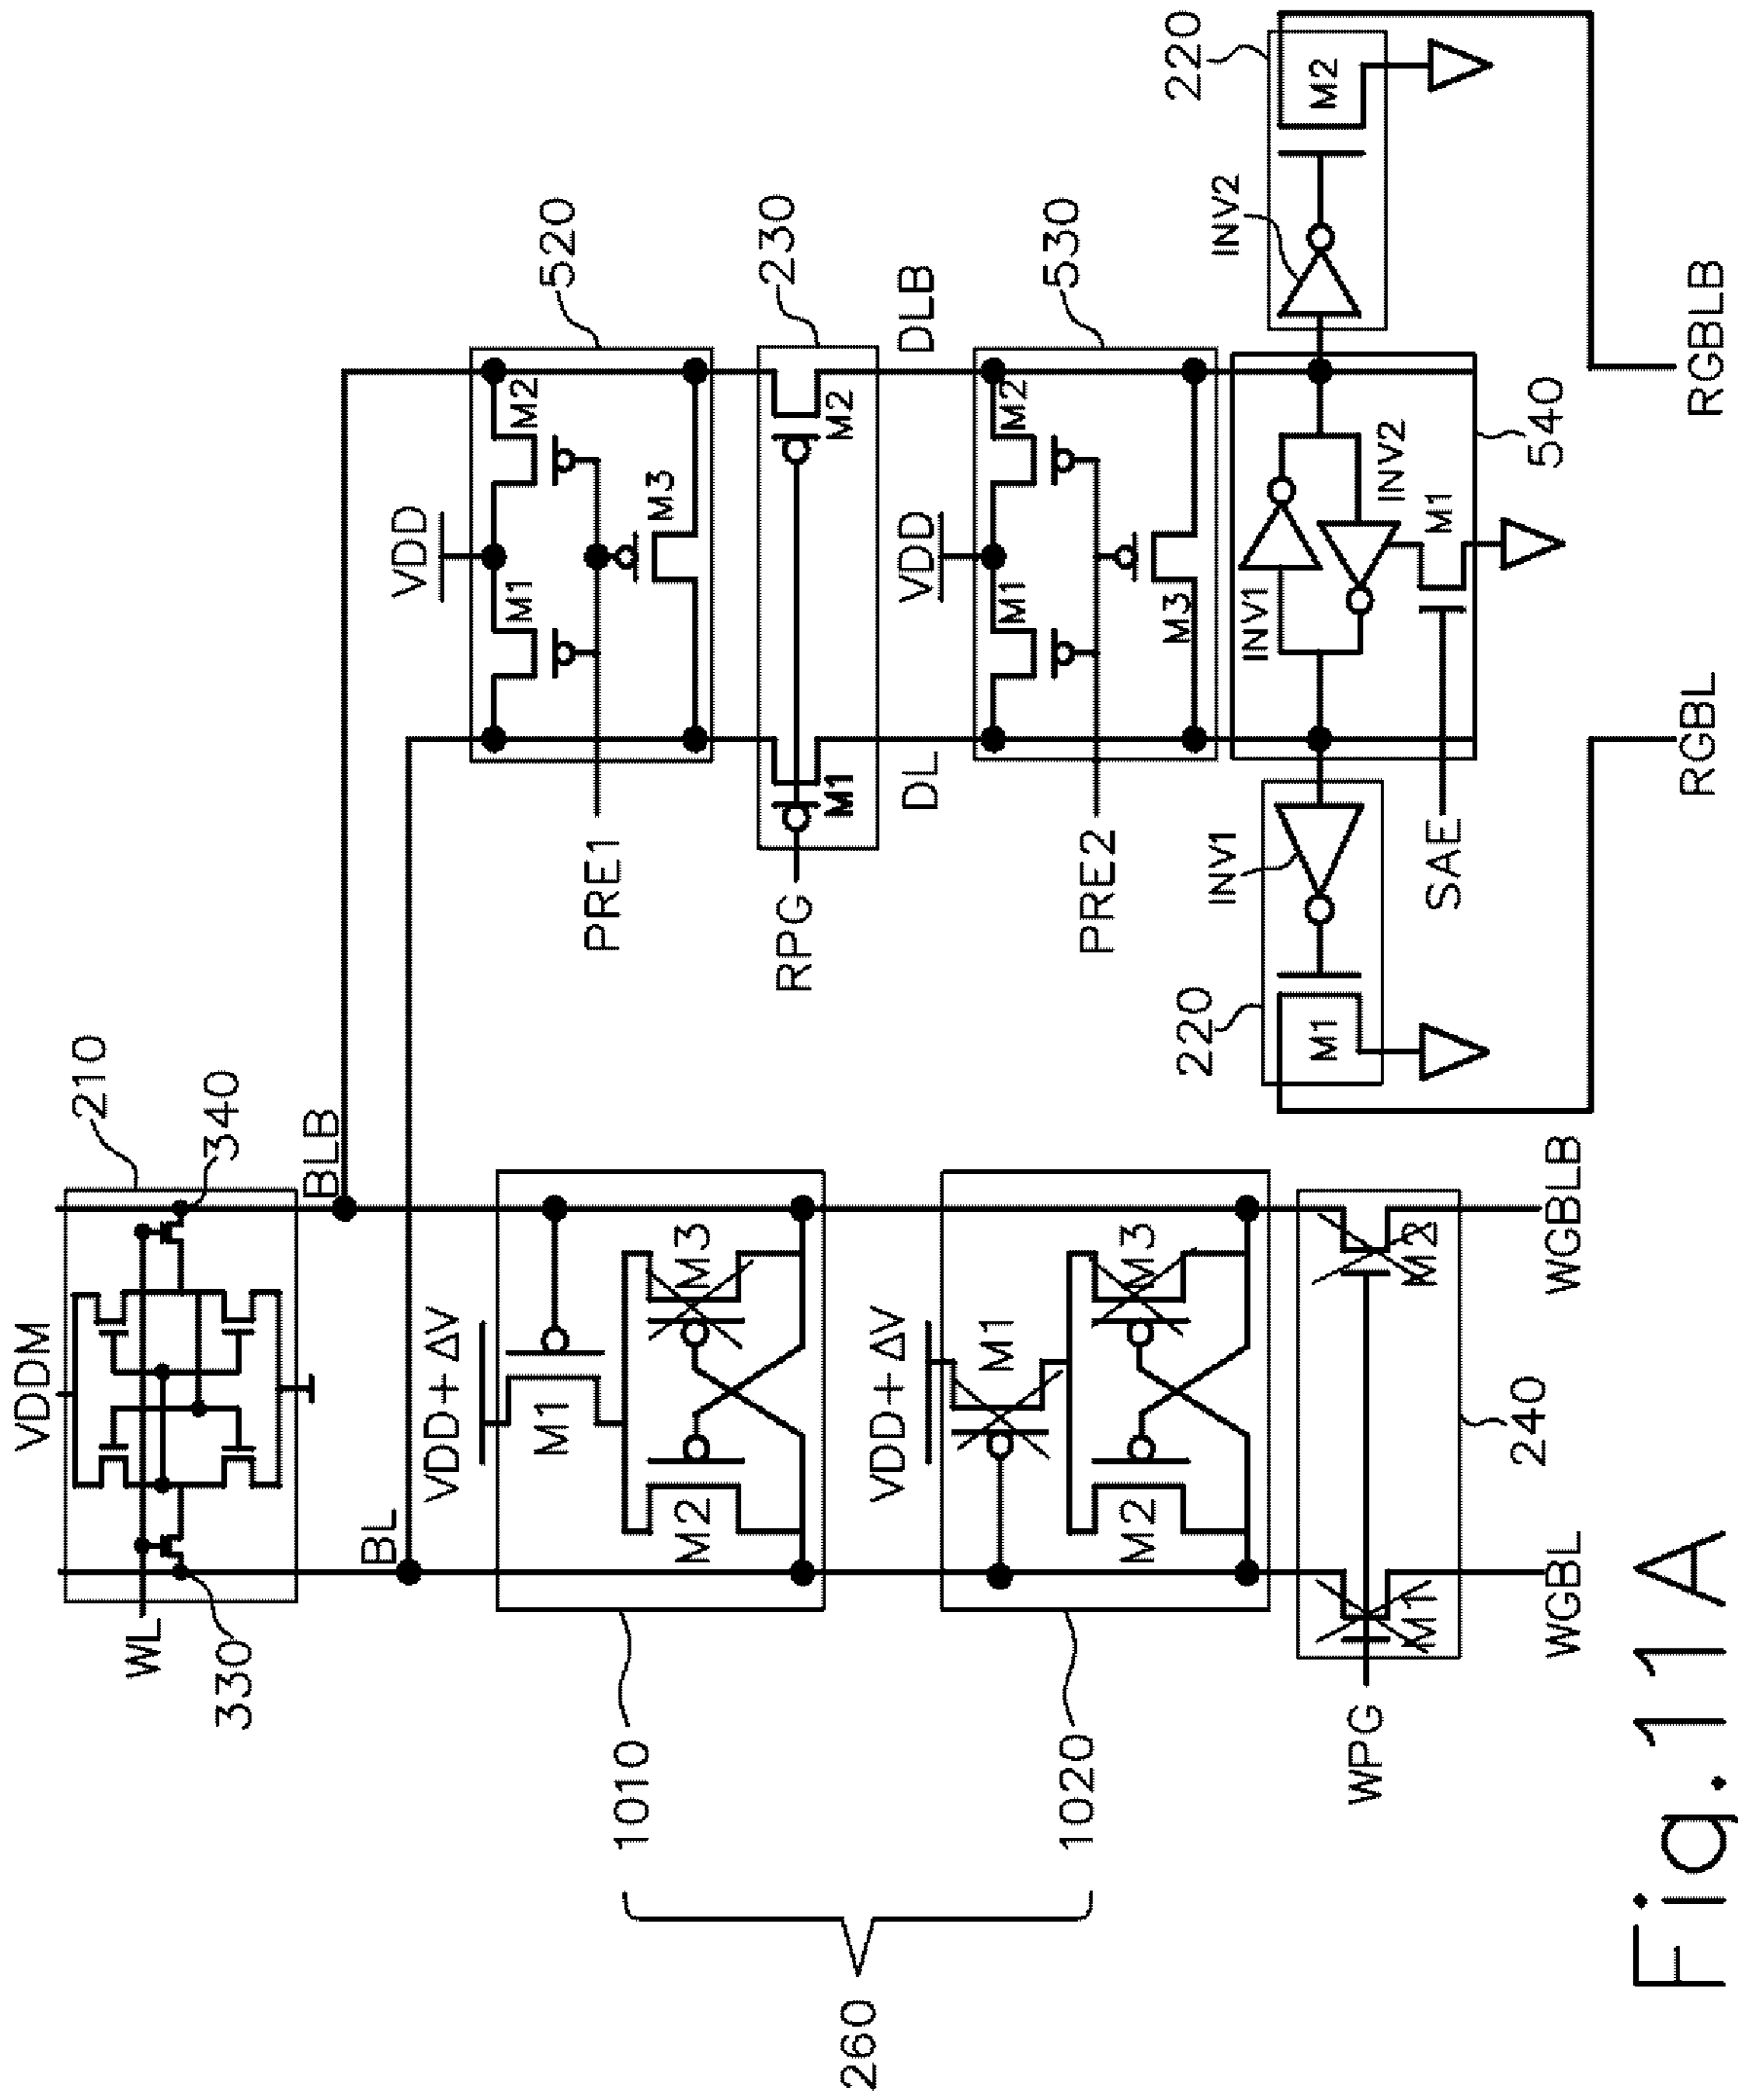 VDDM
210
340
WL
330
BL
BLB
VDD+ ΔV
M1
M2
M3
1010
VDD+ ΔV
M1
M2
M3
1020
260
WPG
M1
M2
240
WGBL
WGBLB
VDD
M1
M2
M3
520
PRE1
RPG
M1
M2
230
DL
DLB
VDD
M1
M2
M3
530
PRE2
INV1
INV2
M1
540
SAE
INV1
M1
220
INV2
M2
220
RGBL
RGBLB
Fig.11 A